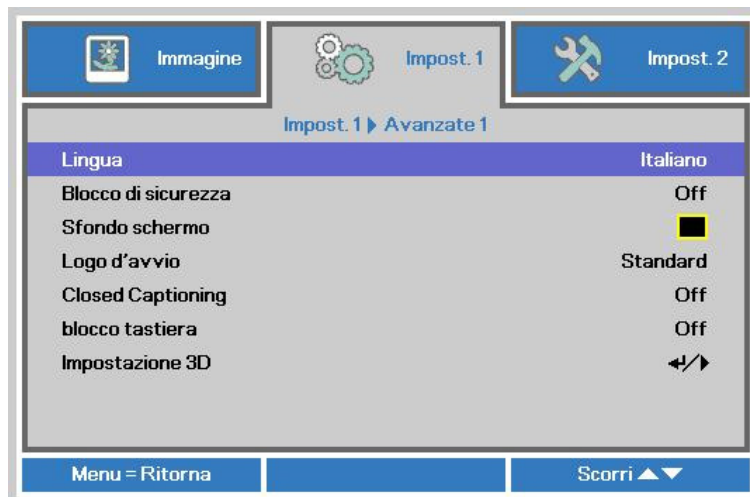 Immagine
Impost. 1
Impost. 2
Impost. 1 Avanzate 1
Lingua Italiano
Blocco di sicurezza Off
Sfondo schermo
Logo d'avvio Standard
Closed Captioning Off
blocco tastiera Off
Impostazione 3D
Menu = Ritorna Scorri